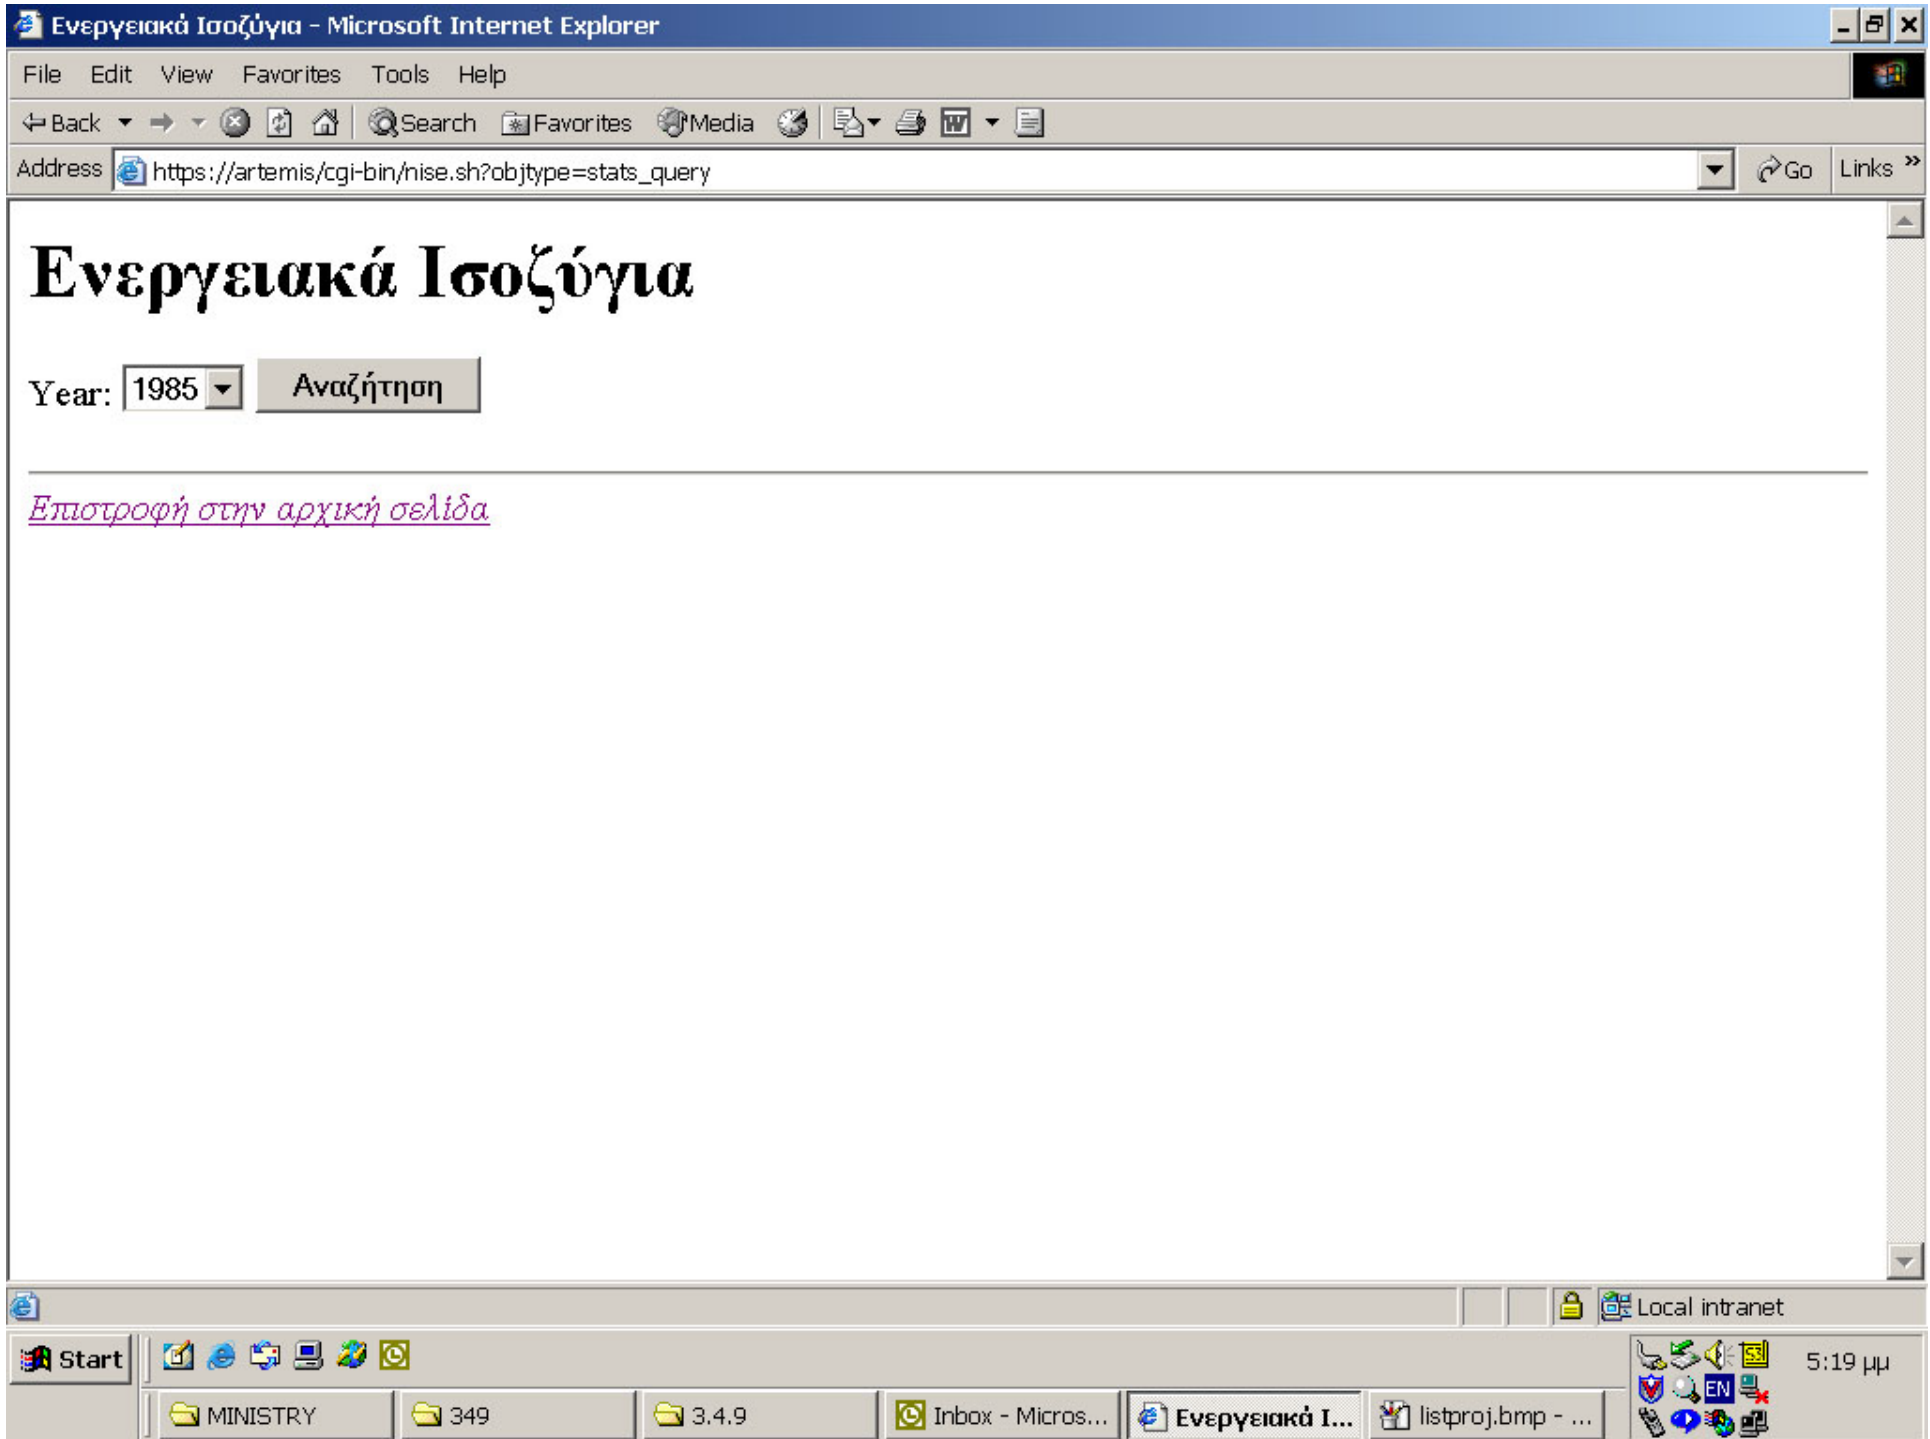 Ενεργειακά Ισοζύγια - Microsoft Internet Explorer
File Edit View Favorites Tools Help
Back Search Favorites Media
Address https://artemis/cgi-bin/nise.sh?objtype=stats_query Go Links »
Ενεργειακά Ισοζύγια
Year: 1985 Αναζήτηση
Επιστροφή στην αρχική σελίδα
Local intranet
Start 5:19 μμ
EN
MINISTRY 349 3.4.9 Inbox - Micros... Ενεργειακά Ι... listproj.bmp - ...